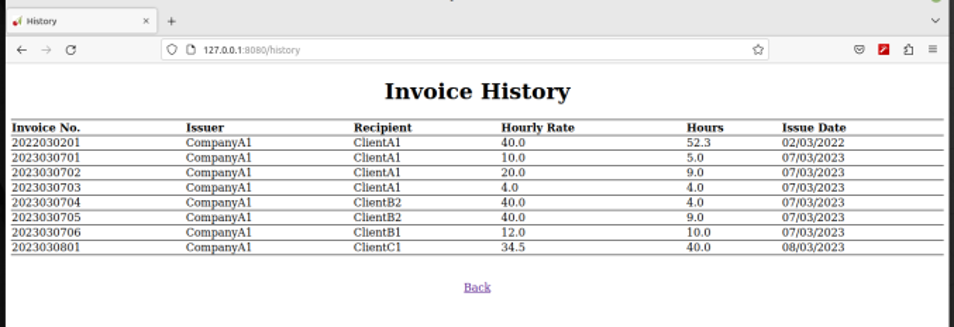 History
127.0.0.1:8080/history
Invoice History
Invoice No. Issuer Recipient Hourly Rate Hours Issue Date
2022030201 CompanyA1 ClientA1 40.0 52.3 02/03/2022
2023030701 CompanyA1 ClientA1 10.0 5.0 07/03/2023
2023030702 CompanyA1 ClientA1 20.0 9.0 07/03/2023
2023030703 CompanyA1 ClientA1 4.0 4.0 07/03/2023
2023030704 CompanyA1 ClientB2 40.0 4.0 07/03/2023
2023030705 CompanyA1 ClientB2 40.0 9.0 07/03/2023
2023030706 CompanyA1 ClientB1 12.0 10.0 07/03/2023
2023030801 CompanyA1 ClientC1 34.5 40.0 08/03/2023
Back